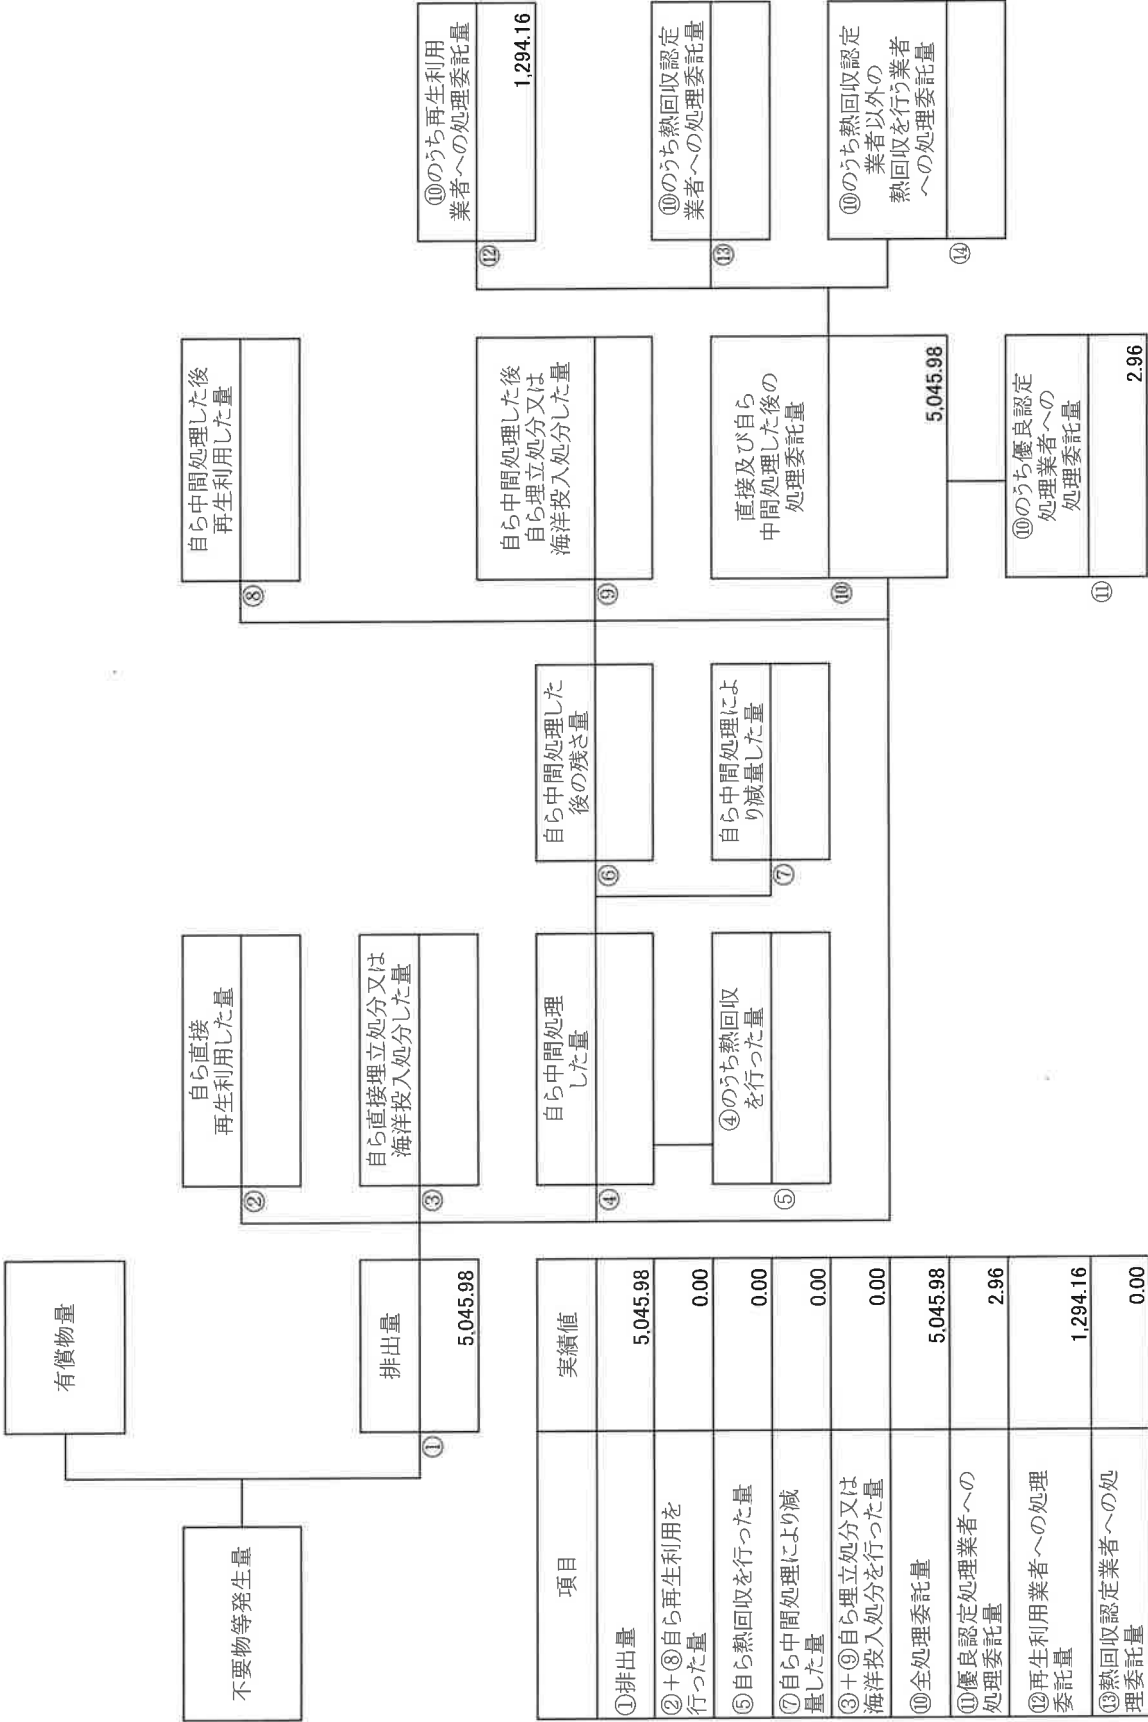 不要物等発生量
有償物量
排出量
①
5,045.98
自ら直接
再生利用した量
②
自ら直接埋立処分又は
海洋投入処分した量
③
自ら中間処理
した量
④
④のうち熱回収
を行った量
⑤
自ら中間処理した
後の残さ量
⑥
自ら中間処理によ
り減量した量
⑦
自ら中間処理した後
再生利用した量
⑧
自ら中間処理した後
自ら埋立処分又は
海洋投入処分した量
⑨
直接及び自ら
中間処理した後の
処理委託量
⑩
5,045.98
⑩のうち優良認定
処理業者への
処理委託量
⑪
2.96
⑩のうち再生利用
業者への処理委託量
⑫
1,294.16
⑩のうち熱回収認定
業者への処理委託量
⑬
⑩のうち熱回収認定
業者以外の
熱回収を行う業者
への処理委託量
⑭
項目 実績値
①排出量 5,045.98
②+⑧自ら再生利用を
行った量 0.00
⑤自ら熱回収を行った量 0.00
⑦自ら中間処理により減
量した量 0.00
③+⑨自ら埋立処分又は
海洋投入処分を行った量 0.00
⑩全処理委託量 5,045.98
⑪優良認定処理業者への
処理委託量 2.96
⑫再生利用業者への処理
委託量 1,294.16
⑬熱回収認定業者への処
理委託量 0.00